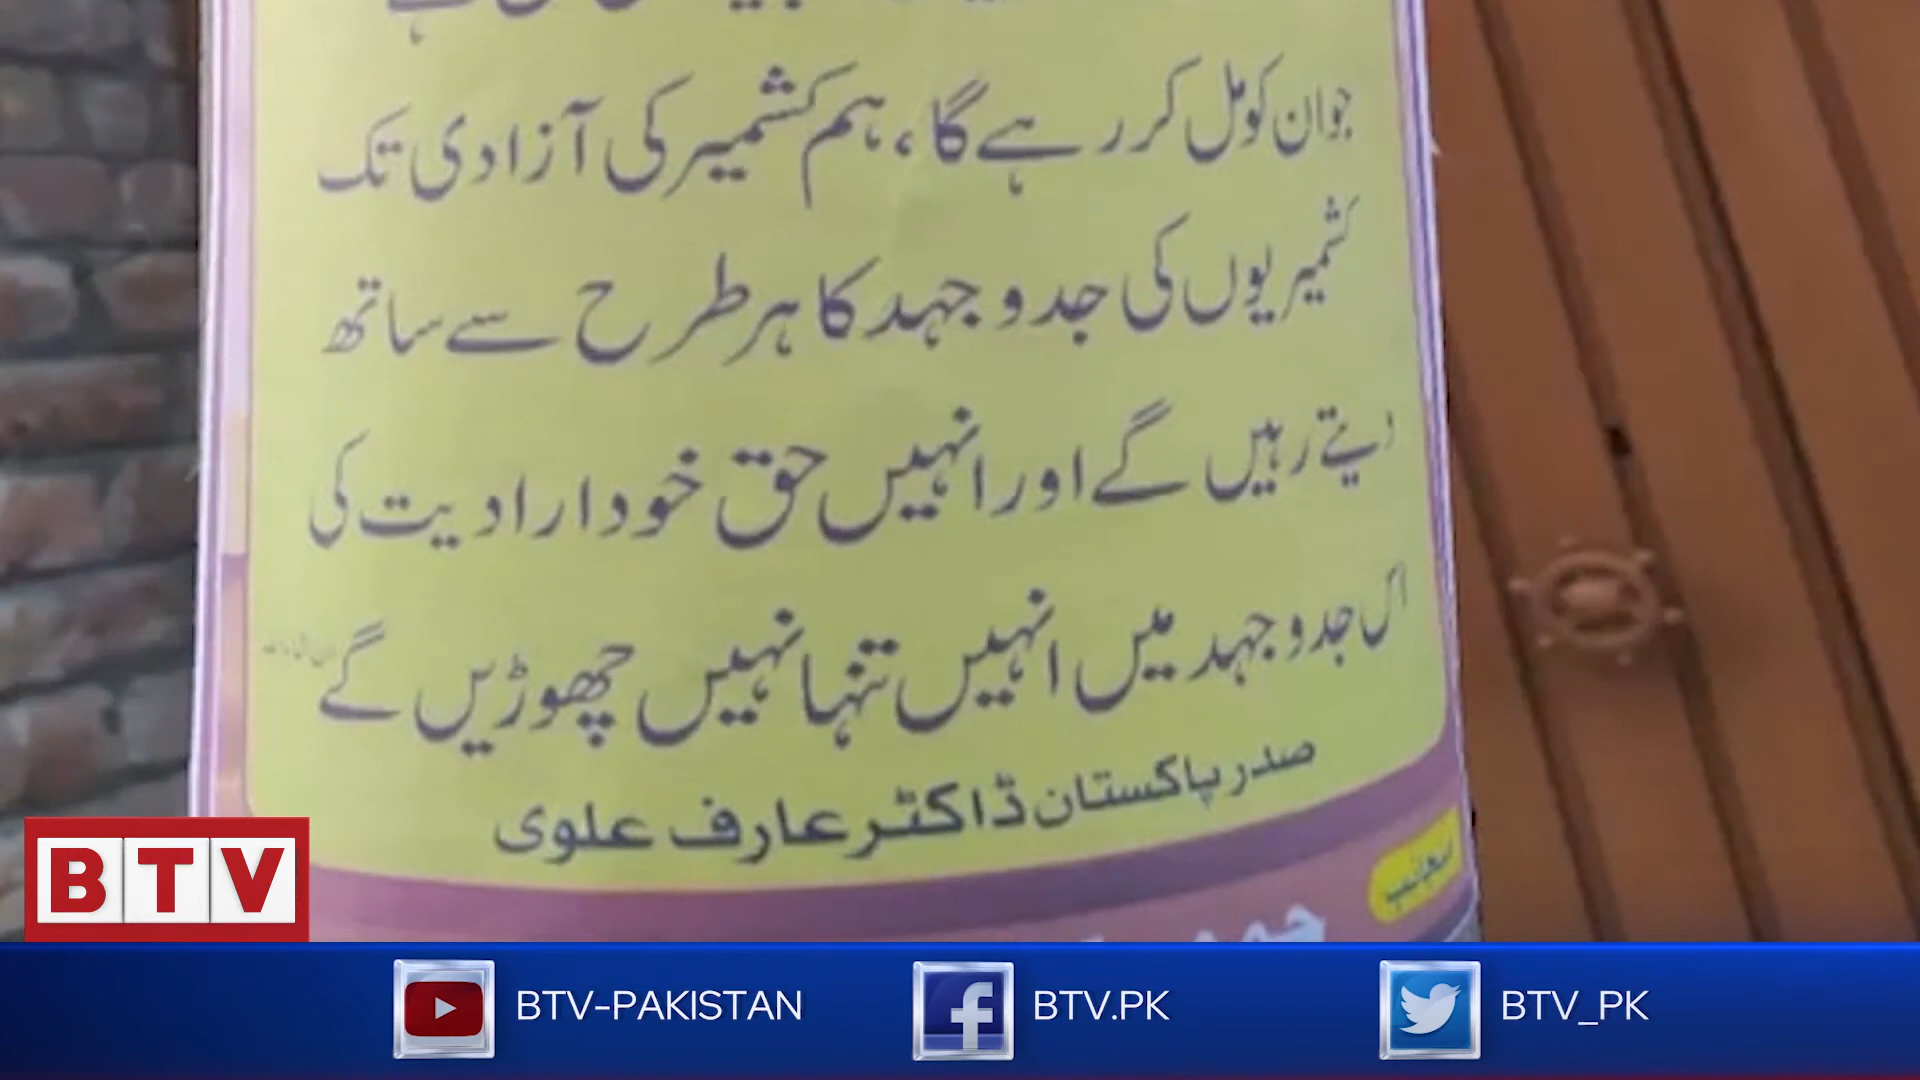 جوان کو مل کر رہے گا، ہم کشمیر کی آزادی تک
کشمیریوں کی جدوجہد کا ہر طرح سے ساتھ
دیتے رہیں گے اور انہیں حق خودارادیت کی
اس جدوجہد میں انہیں تنہا نہیں چھوڑیں گے
صدر پاکستان ڈاکٹر عارف علوی
منجانب
BTV
BTV-PAKISTAN
BTV.PK
BTV_PK